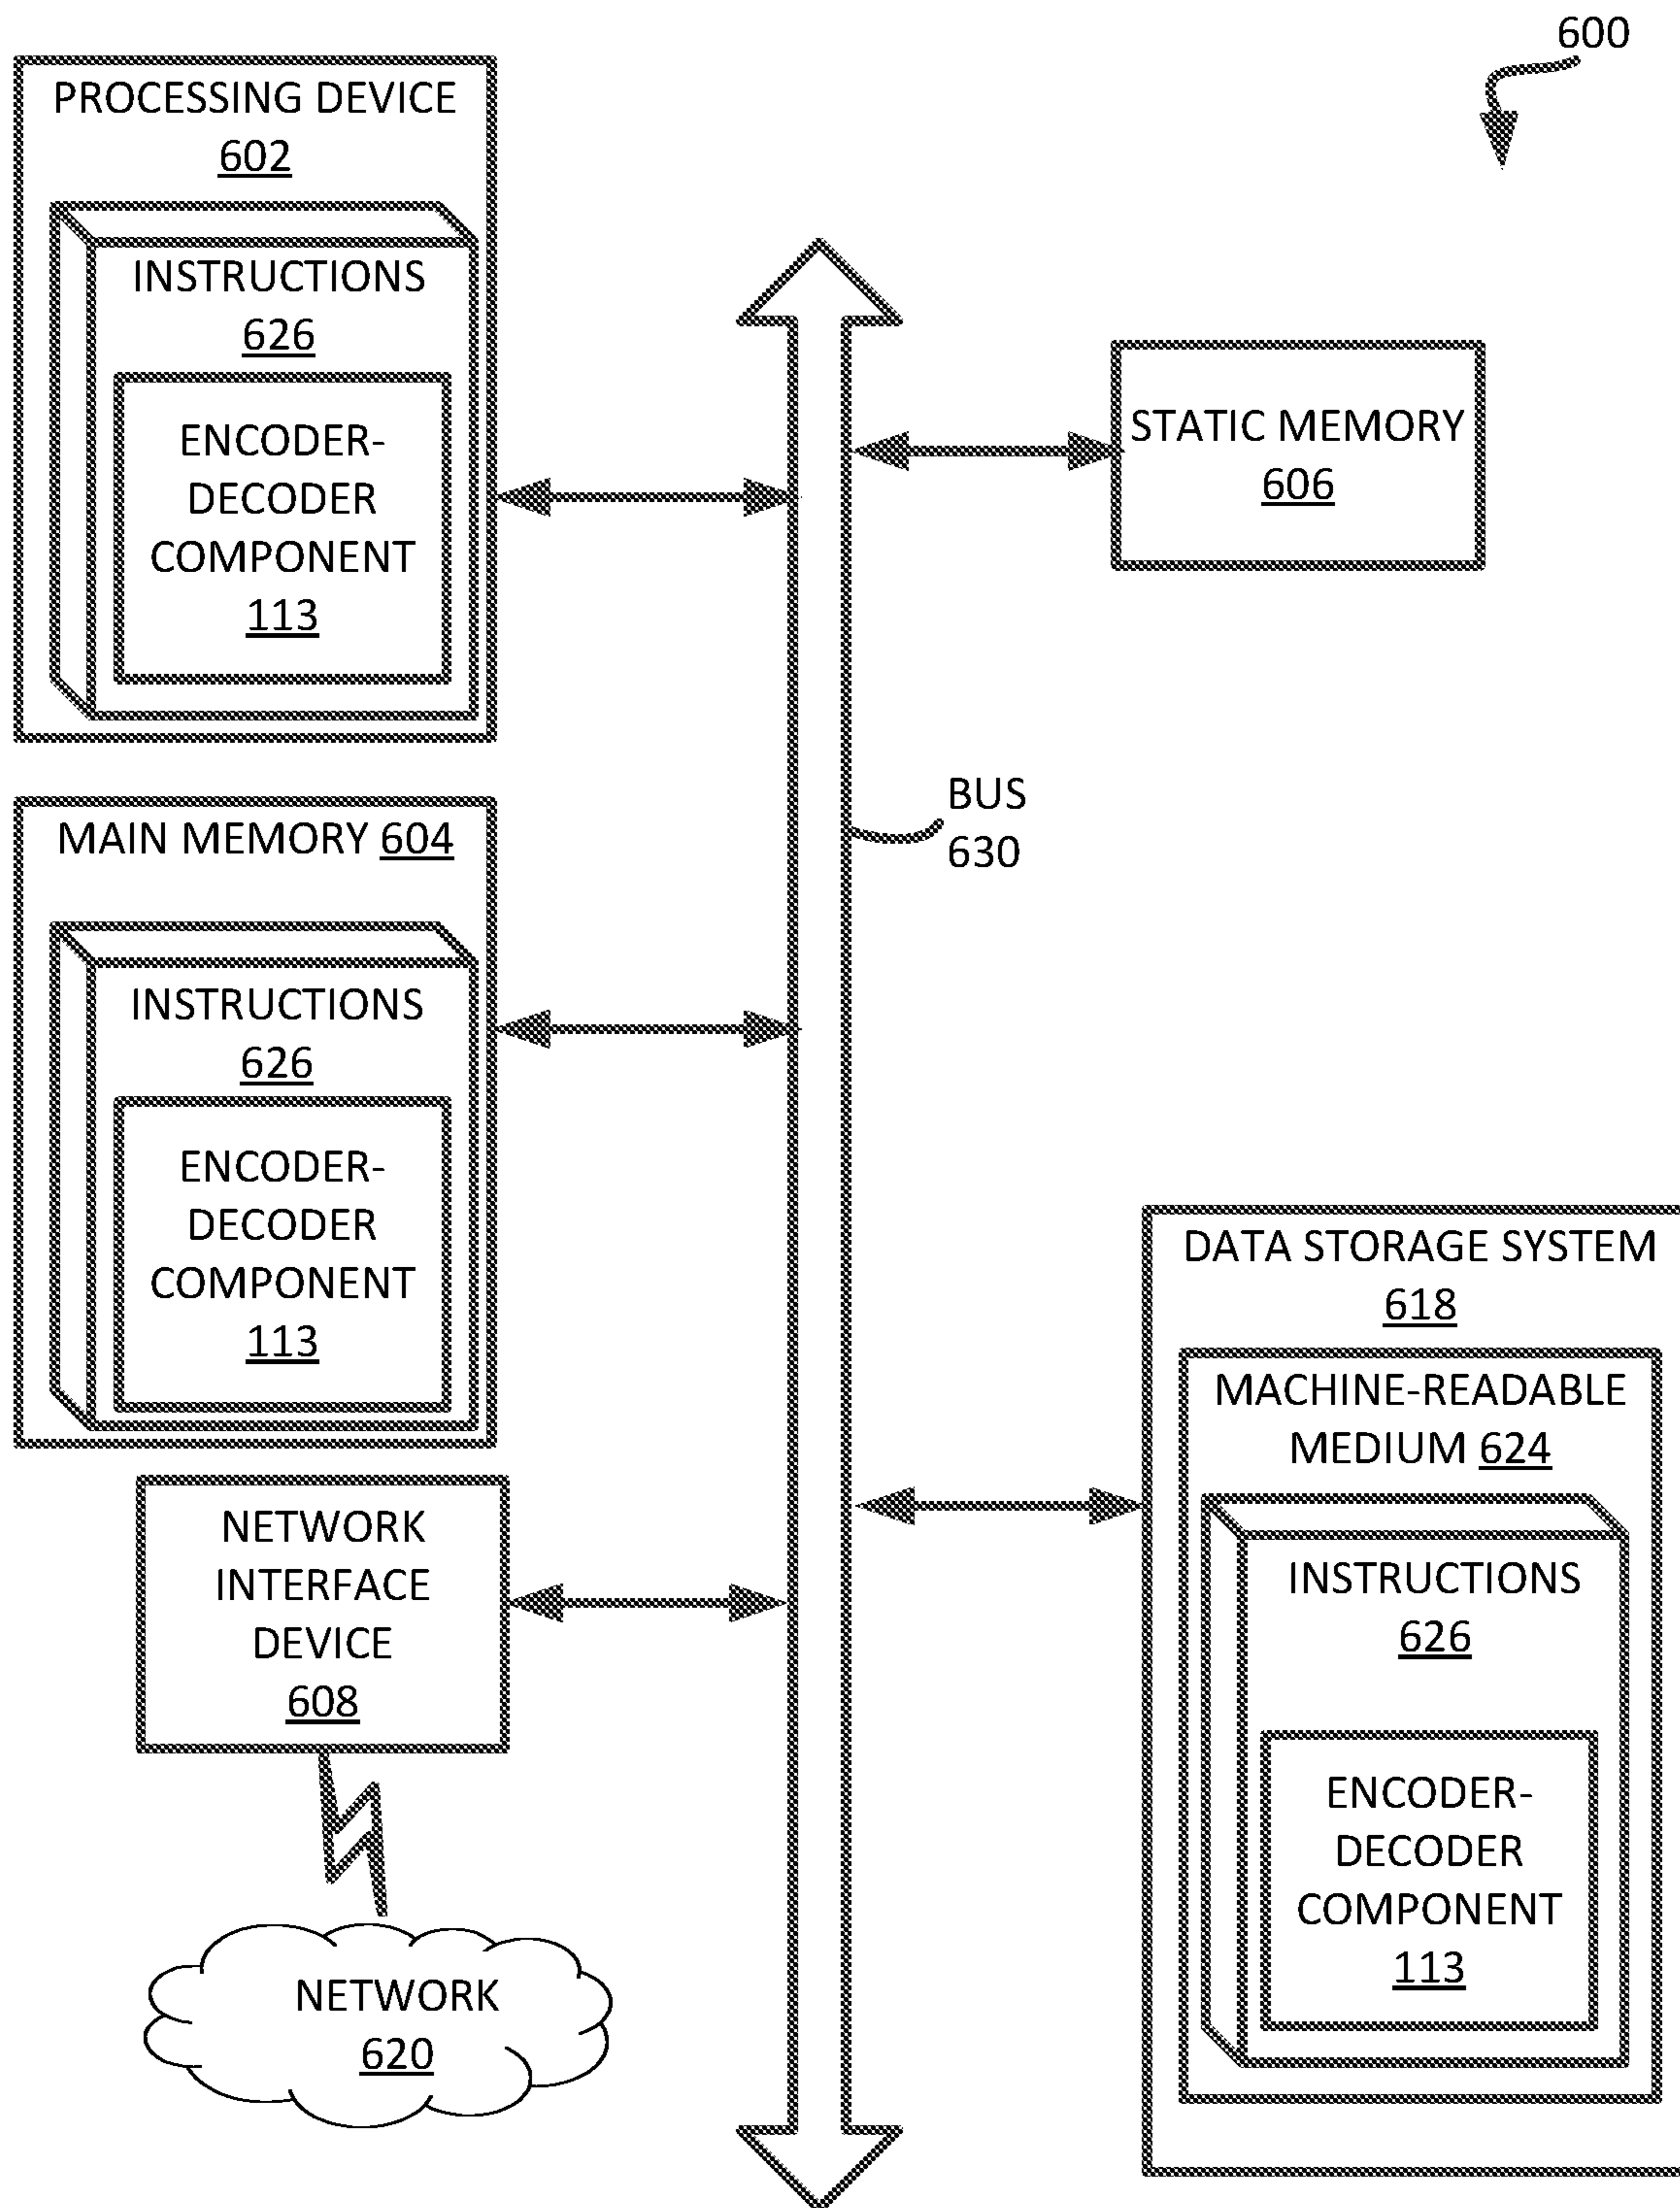 600
PROCESSING DEVICE
602
INSTRUCTIONS
626
ENCODER-
DECODER
COMPONENT
113
STATIC MEMORY
606
BUS
630
MAIN MEMORY 604
INSTRUCTIONS
626
ENCODER-
DECODER
COMPONENT
113
DATA STORAGE SYSTEM
618
MACHINE-READABLE
MEDIUM 624
INSTRUCTIONS
626
ENCODER-
DECODER
COMPONENT
113
NETWORK
INTERFACE
DEVICE
608
NETWORK
620